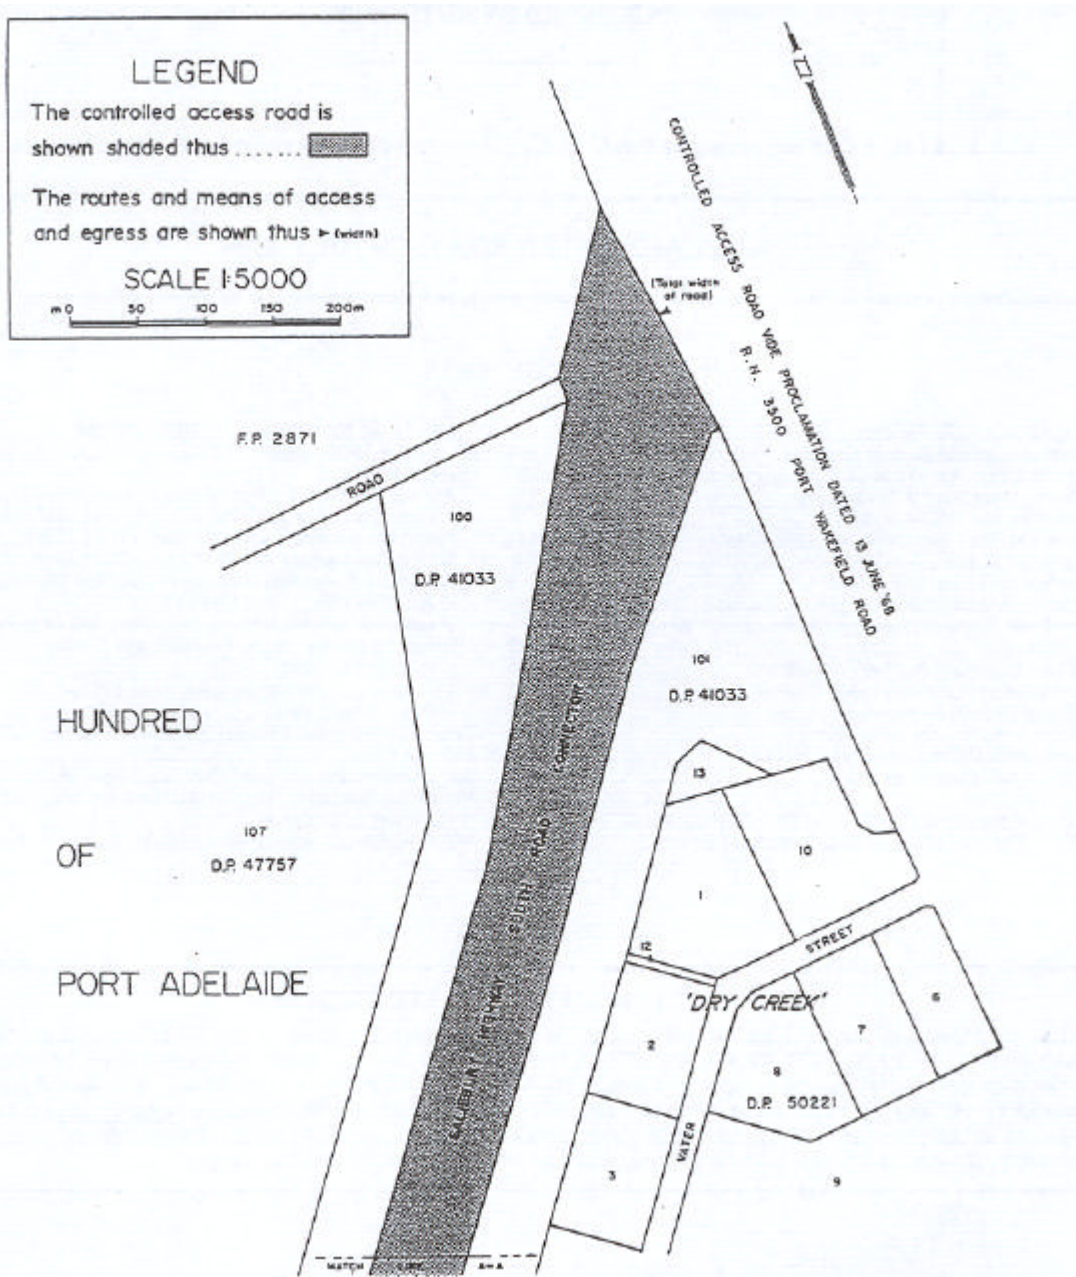 LEGEND
The controlled access road is
shown shaded thus .......
The routes and means of access
and egress are shown thus ► (width)
SCALE 1:5000
m 0 50 100 150 200m
CONTROLLED ACCESS ROAD VIDE PROCLAMATION DATED 13 JUNE '68
R.N. 3500 PORT WAKEFIELD ROAD
(Total width
of road)
F.P. 2871
ROAD
100
D.P. 41033
101
D.P. 41033
HUNDRED
OF
PORT ADELAIDE
107
D.P. 47757
SALISBURY HIGHWAY SOUTH ROAD CONNECTOR
13
10
1
12
STREET
'DRY CREEK'
6
7
2
8
D.P. 50221
VATER
3
9
MATCH LINE A-A